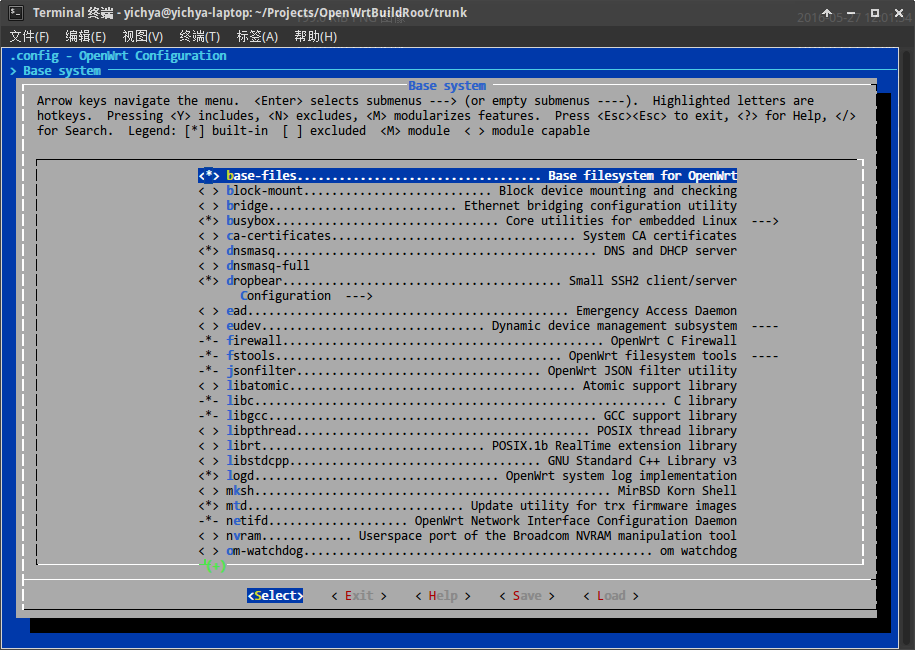 Terminal 终端 - yichya@yichya-laptop: ~/Projects/OpenWrtBuildRoot/trunk
文件(F) 编辑(E) 视图(V) 终端(T) 标签(A) 帮助(H)
.config - OpenWrt Configuration
> Base system
Base system
Arrow keys navigate the menu. <Enter> selects submenus ---> (or empty submenus ----). Highlighted letters are
hotkeys. Pressing <Y> includes, <N> excludes, <M> modularizes features. Press <Esc><Esc> to exit, <?> for Help, </>
for Search. Legend: [*] built-in [ ] excluded <M> module < > module capable
<*> base-files................................... Base filesystem for OpenWrt
< > block-mount........................... Block device mounting and checking
< > bridge........................... Ethernet bridging configuration utility
<*> busybox................................ Core utilities for embedded Linux --->
< > ca-certificates................................... System CA certificates
<*> dnsmasq.............................................. DNS and DHCP server
< > dnsmasq-full
<*> dropbear........................................ Small SSH2 client/server
Configuration --->
< > ead.............................................. Emergency Access Daemon
< > eudev................................. Dynamic device management subsystem ----
-*- firewall............................................. OpenWrt C Firewall
-*- fstools.......................................... OpenWrt filesystem tools ----
-*- jsonfilter.................................... OpenWrt JSON filter utility
< > libatomic......................................... Atomic support library
-*- libc........................................................... C library
-*- libgcc............................................... GCC support library
< > libpthread.......................................... POSIX thread library
< > librt................................ POSIX.1b RealTime extension library
< > libstdcpp.................................... GNU Standard C++ Library v3
<*> logd................................... OpenWrt system log implementation
< > mksh................................................... MirBSD Korn Shell
<*> mtd................................ Update utility for trx firmware images
-*- netifd.................... OpenWrt Network Interface Configuration Daemon
< > nvram............. Userspace port of the Broadcom NVRAM manipulation tool
< > om-watchdog.................................................. om watchdog
(+)
<Select> < Exit > < Help > < Save > < Load >